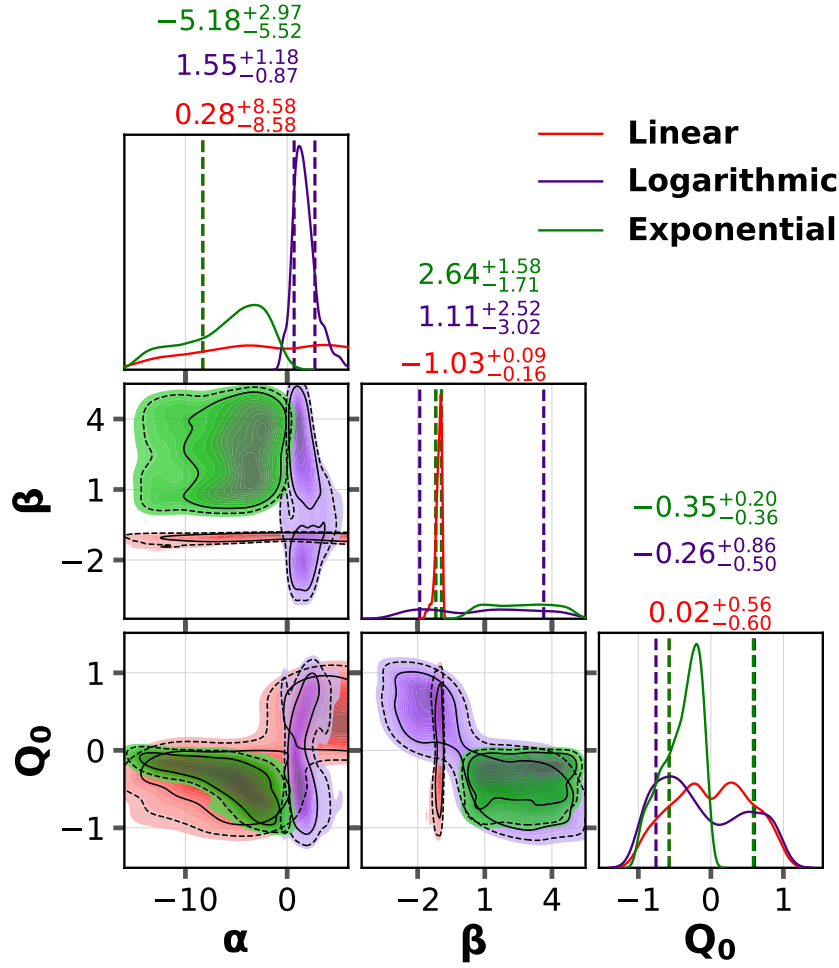 −5.18 +2.97 −5.52
1.55 +1.18 −0.87
0.28 +8.58 −8.58
Linear
Logarithmic
Exponential
2.64 +1.58 −1.71
1.11 +2.52 −3.02
−1.03 +0.09 −0.16
4
1
−2
β
−0.35 +0.20 −0.36
−0.26 +0.86 −0.50
0.02 +0.56 −0.60
1
0
−1
Q₀
−10 0
−2 1 4
−1 0 1
α
β
Q₀